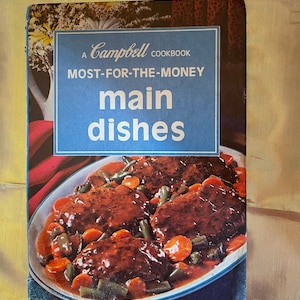 A Campbell COOKBOOK
MOST-FOR-THE-MONEY
main
dishes